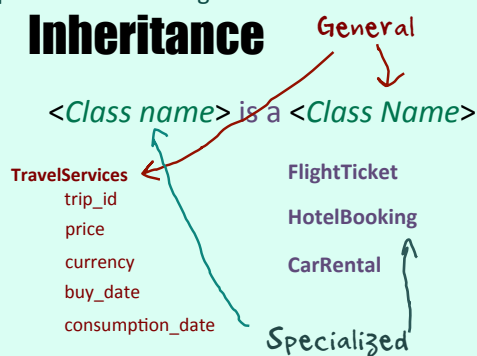 Inheritance
General
<Class name> is a <Class Name>
TravelServices
trip_id
price
currency
buy_date
consumption_date
FlightTicket
HotelBooking
CarRental
Specialized